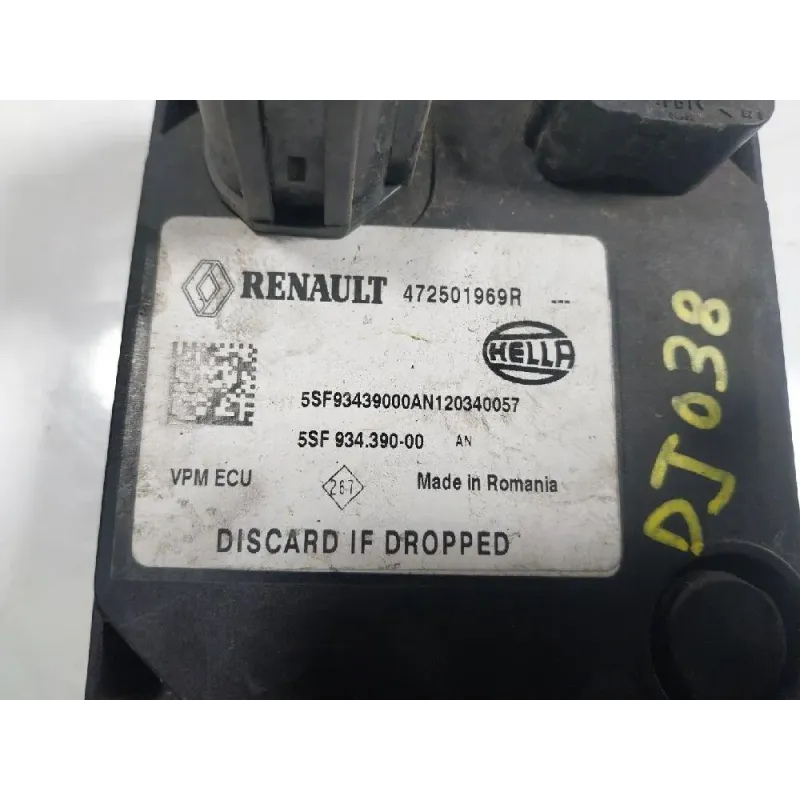 RENAULT 472501969R ---
HELLA
5SF93439000AN120340057
5SF 934.390-00 AN
VPM ECU 267 Made in Romania
DISCARD IF DROPPED
DJ038